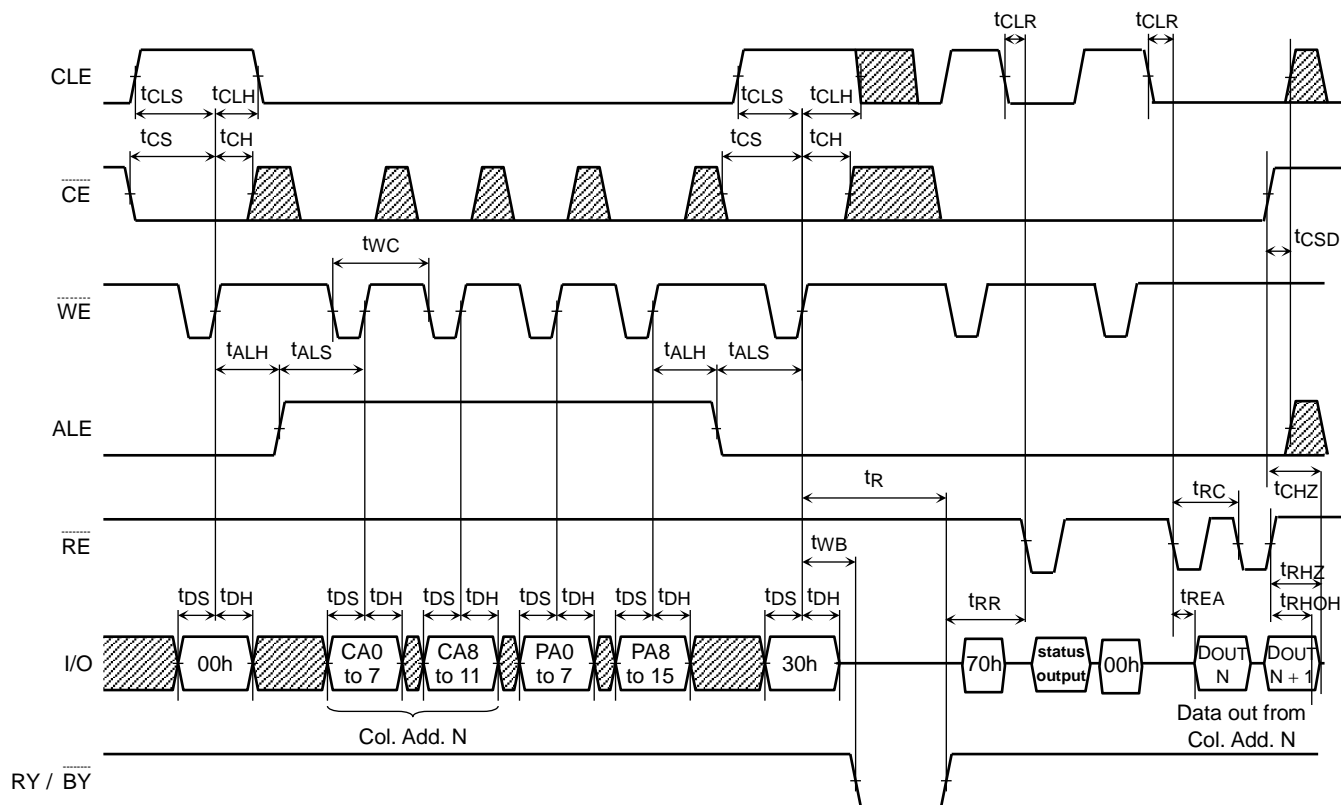 tCLR tCLR
CLE
tCLS tCLH tCLS tCLH
tCS tCH tCS tCH
CE
tCSD
tWC
WE
tALH tALS tALH tALS
ALE
tR tRC tCHZ
RE
tWB
tRHZ
tDS tDH tDS tDH tDS tDH tDS tDH tDS tDH tDS tDH tRR tREA tRHOH
I/O 00h CA0 to 7 CA8 to 11 PA0 to 7 PA8 to 15 30h 70h status output 00h DOUT N DOUT N + 1
Col. Add. N
Data out from
Col. Add. N
RY / BY